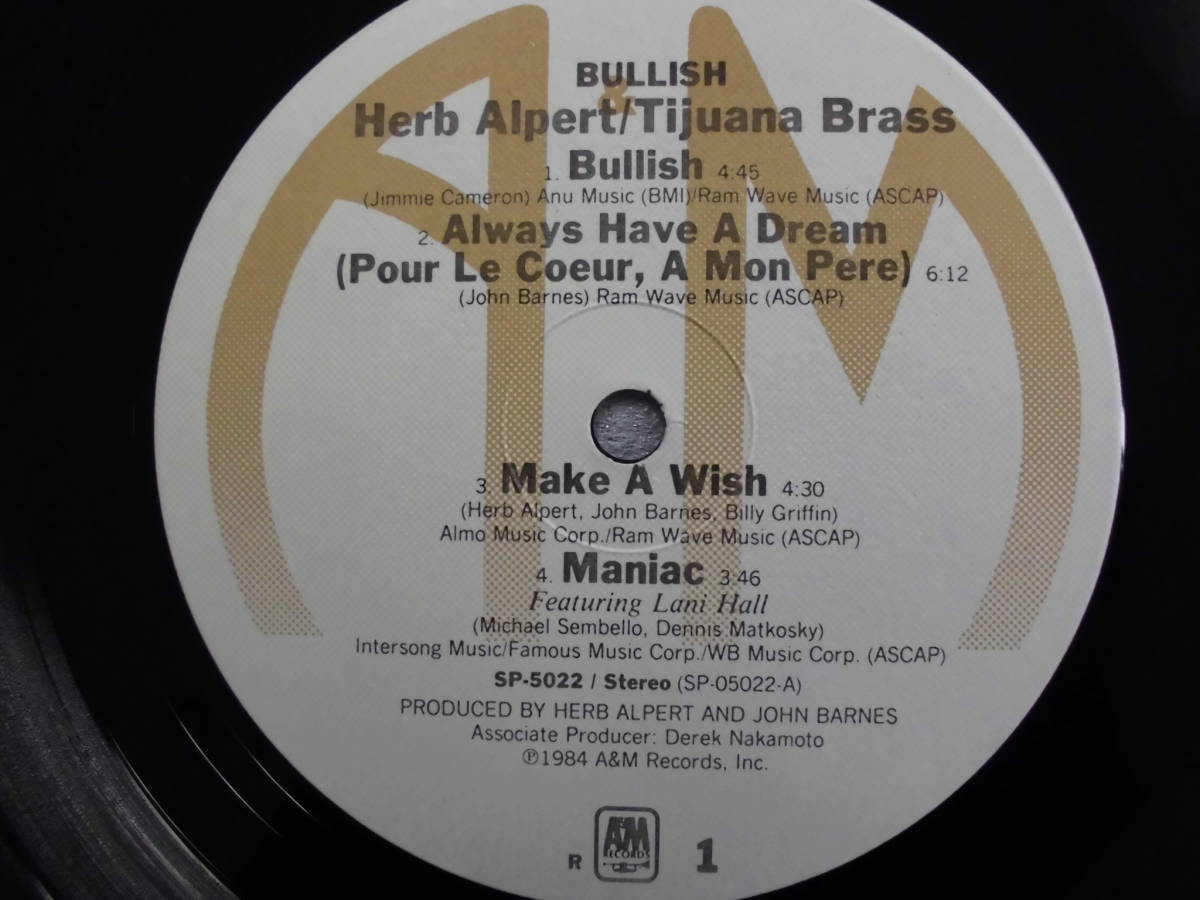 BULLISH
Herb Alpert/Tijuana Brass
1. Bullish 4:45
(Jimmie Cameron) Anu Music (BMI)/Ram Wave Music (ASCAP)
2. Always Have A Dream
(Pour Le Coeur, A Mon Pere) 6:12
(John Barnes) Ram Wave Music (ASCAP)
3. Make A Wish 4:30
(Herb Alpert, John Barnes, Billy Griffin)
Almo Music Corp./Ram Wave Music (ASCAP)
4. Maniac 3:46
Featuring Lani Hall
(Michael Sembello, Dennis Matkosky)
Intersong Music/Famous Music Corp./WB Music Corp. (ASCAP)
SP-5022 / Stereo (SP-05022-A)
PRODUCED BY HERB ALPERT AND JOHN BARNES
Associate Producer: Derek Nakamoto
℗1984 A&M Records, Inc.
R A&M RECORDS 1
A&M